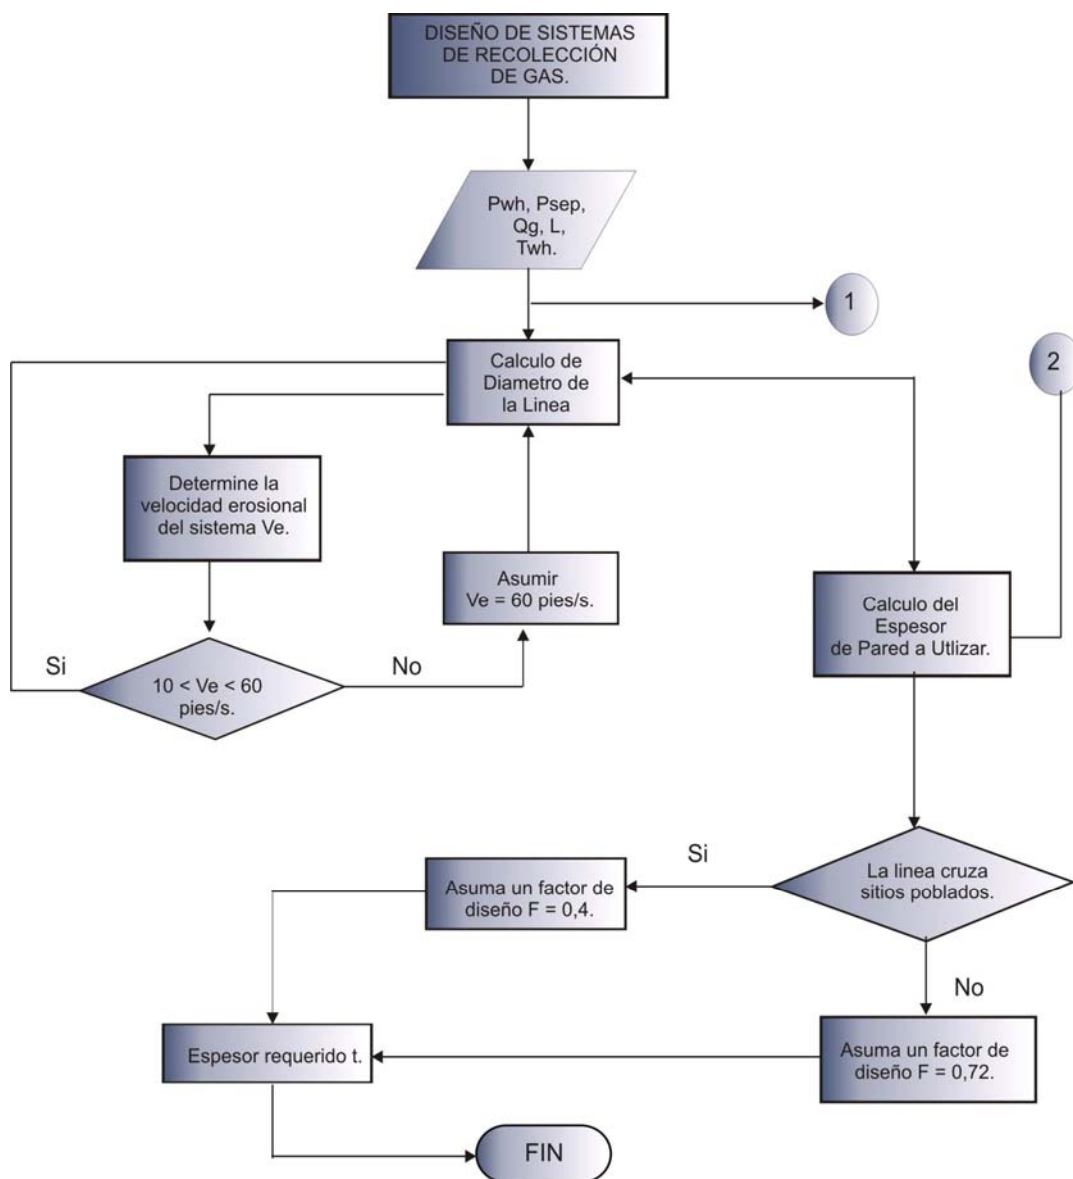 DISEÑO DE SISTEMAS
DE RECOLECCIÓN
DE GAS.
Pwh, Psep,
Qg, L,
Twh.
1
Calculo de
Diametro de
la Linea
2
Determine la
velocidad erosional
del sistema Ve.
Asumir
Ve = 60 pies/s.
Calculo del
Espesor
de Pared a Utlizar.
Si
10 < Ve < 60
pies/s.
No
Si
La linea cruza
sitios poblados.
Asuma un factor de
diseño F = 0,4.
No
Espesor requerido t.
Asuma un factor de
diseño F = 0,72.
FIN